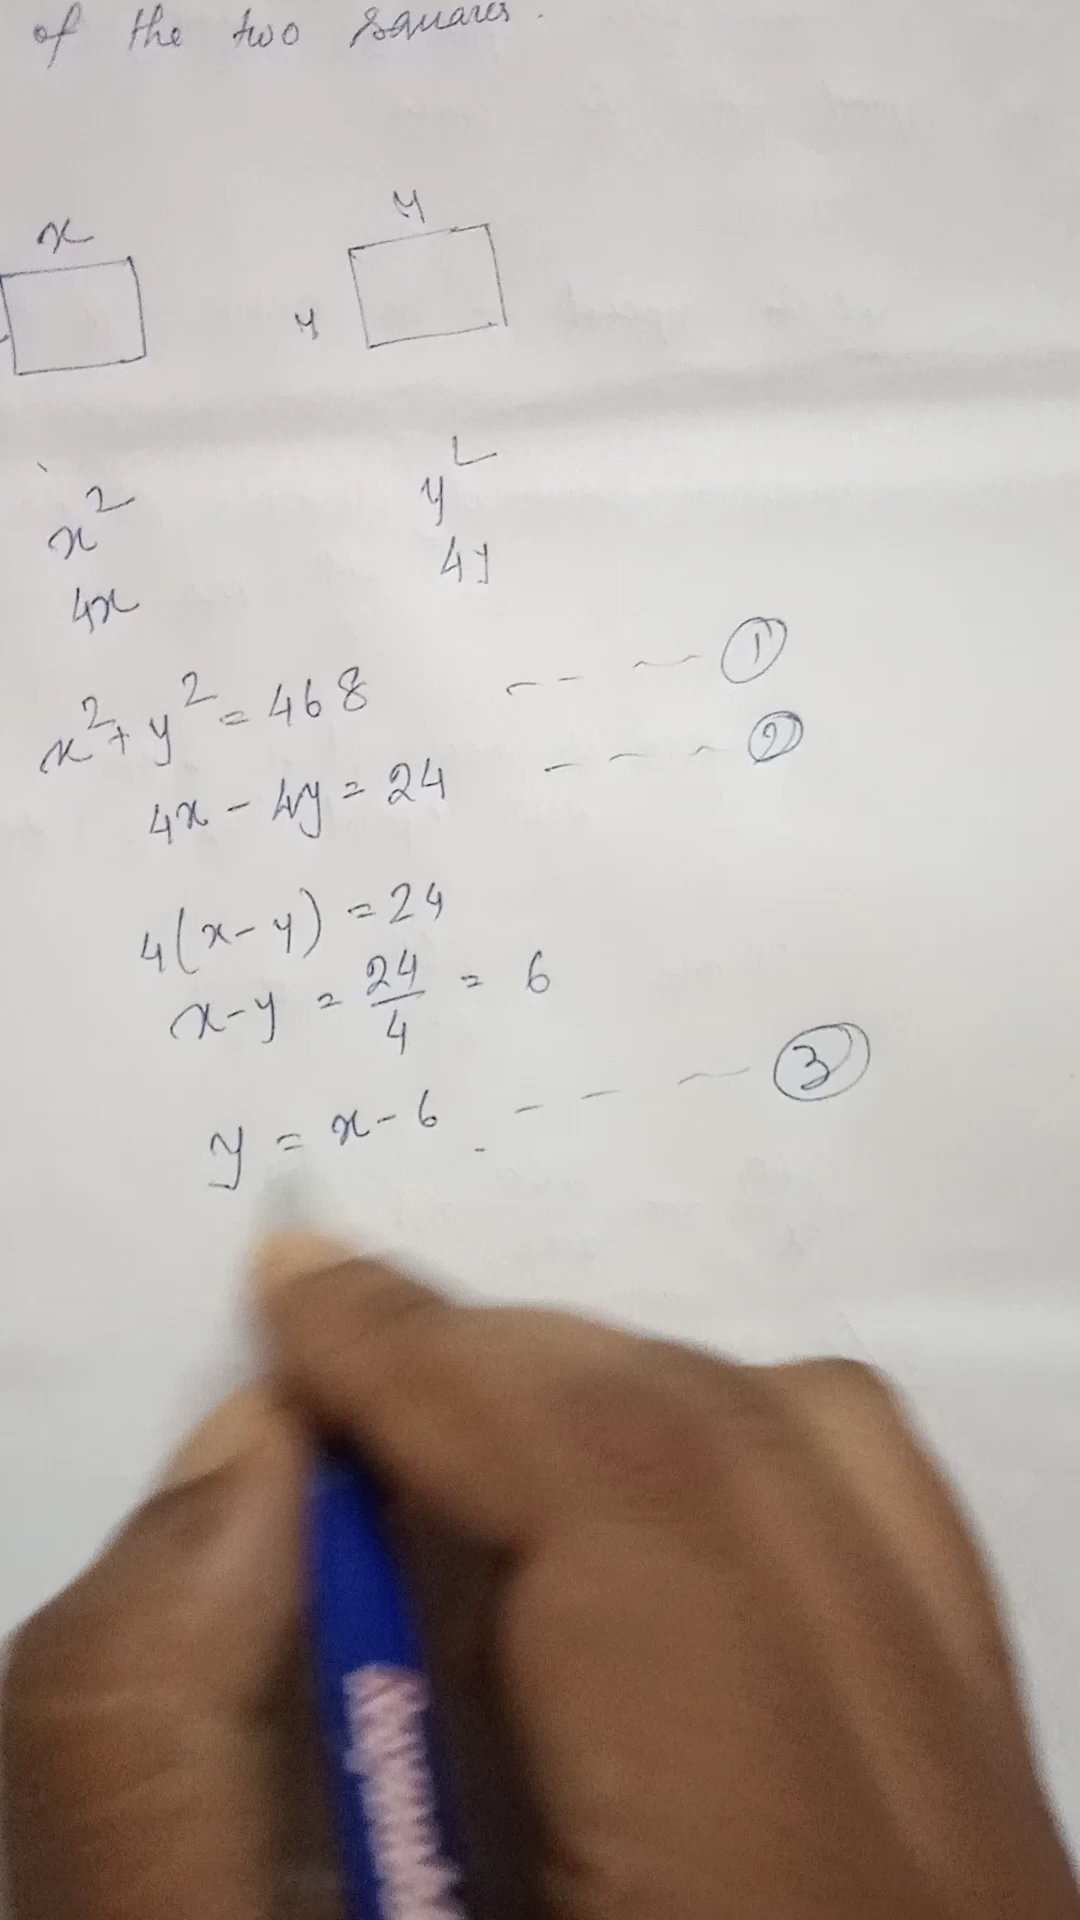 of the two squares.
x
y
y
x² y²
4x 4y
x² + y² = 468 -- — ①
4x - 4y = 24 - - - ②
4(x-y) = 24
x-y = 24/4 = 6
y = x-6 - - — ③